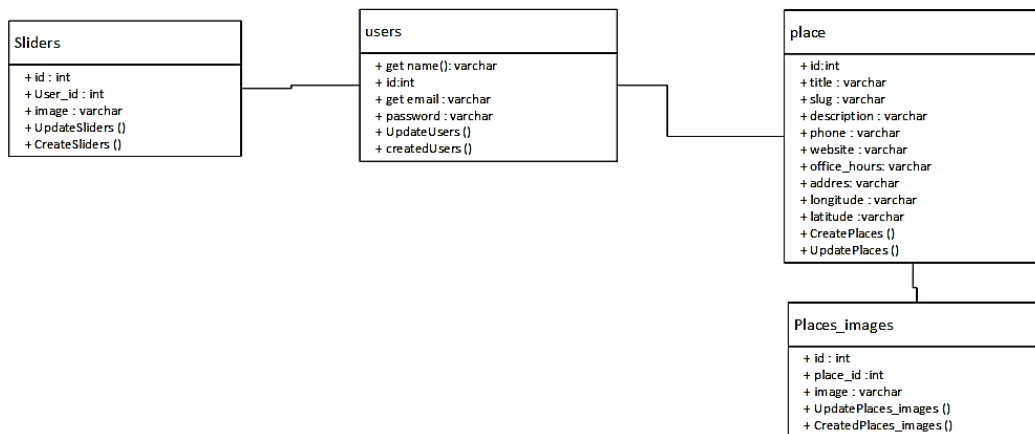 Sliders
+ id : int
+ User_id : int
+ image : varchar
+ UpdateSliders ()
+ CreateSliders ()
users
+ get name(): varchar
+ id:int
+ get email : varchar
+ password : varchar
+ UpdateUsers ()
+ createdUsers ()
place
+ id:int
+ title : varchar
+ slug : varchar
+ description : varchar
+ phone : varchar
+ website : varchar
+ office_hours: varchar
+ addres: varchar
+ longitude : varchar
+ latitude :varchar
+ CreatePlaces ()
+ UpdatePlaces ()
Places_images
+ id : int
+ place_id :int
+ image : varchar
+ UpdatePlaces_images ()
+ CreatedPlaces_images ()